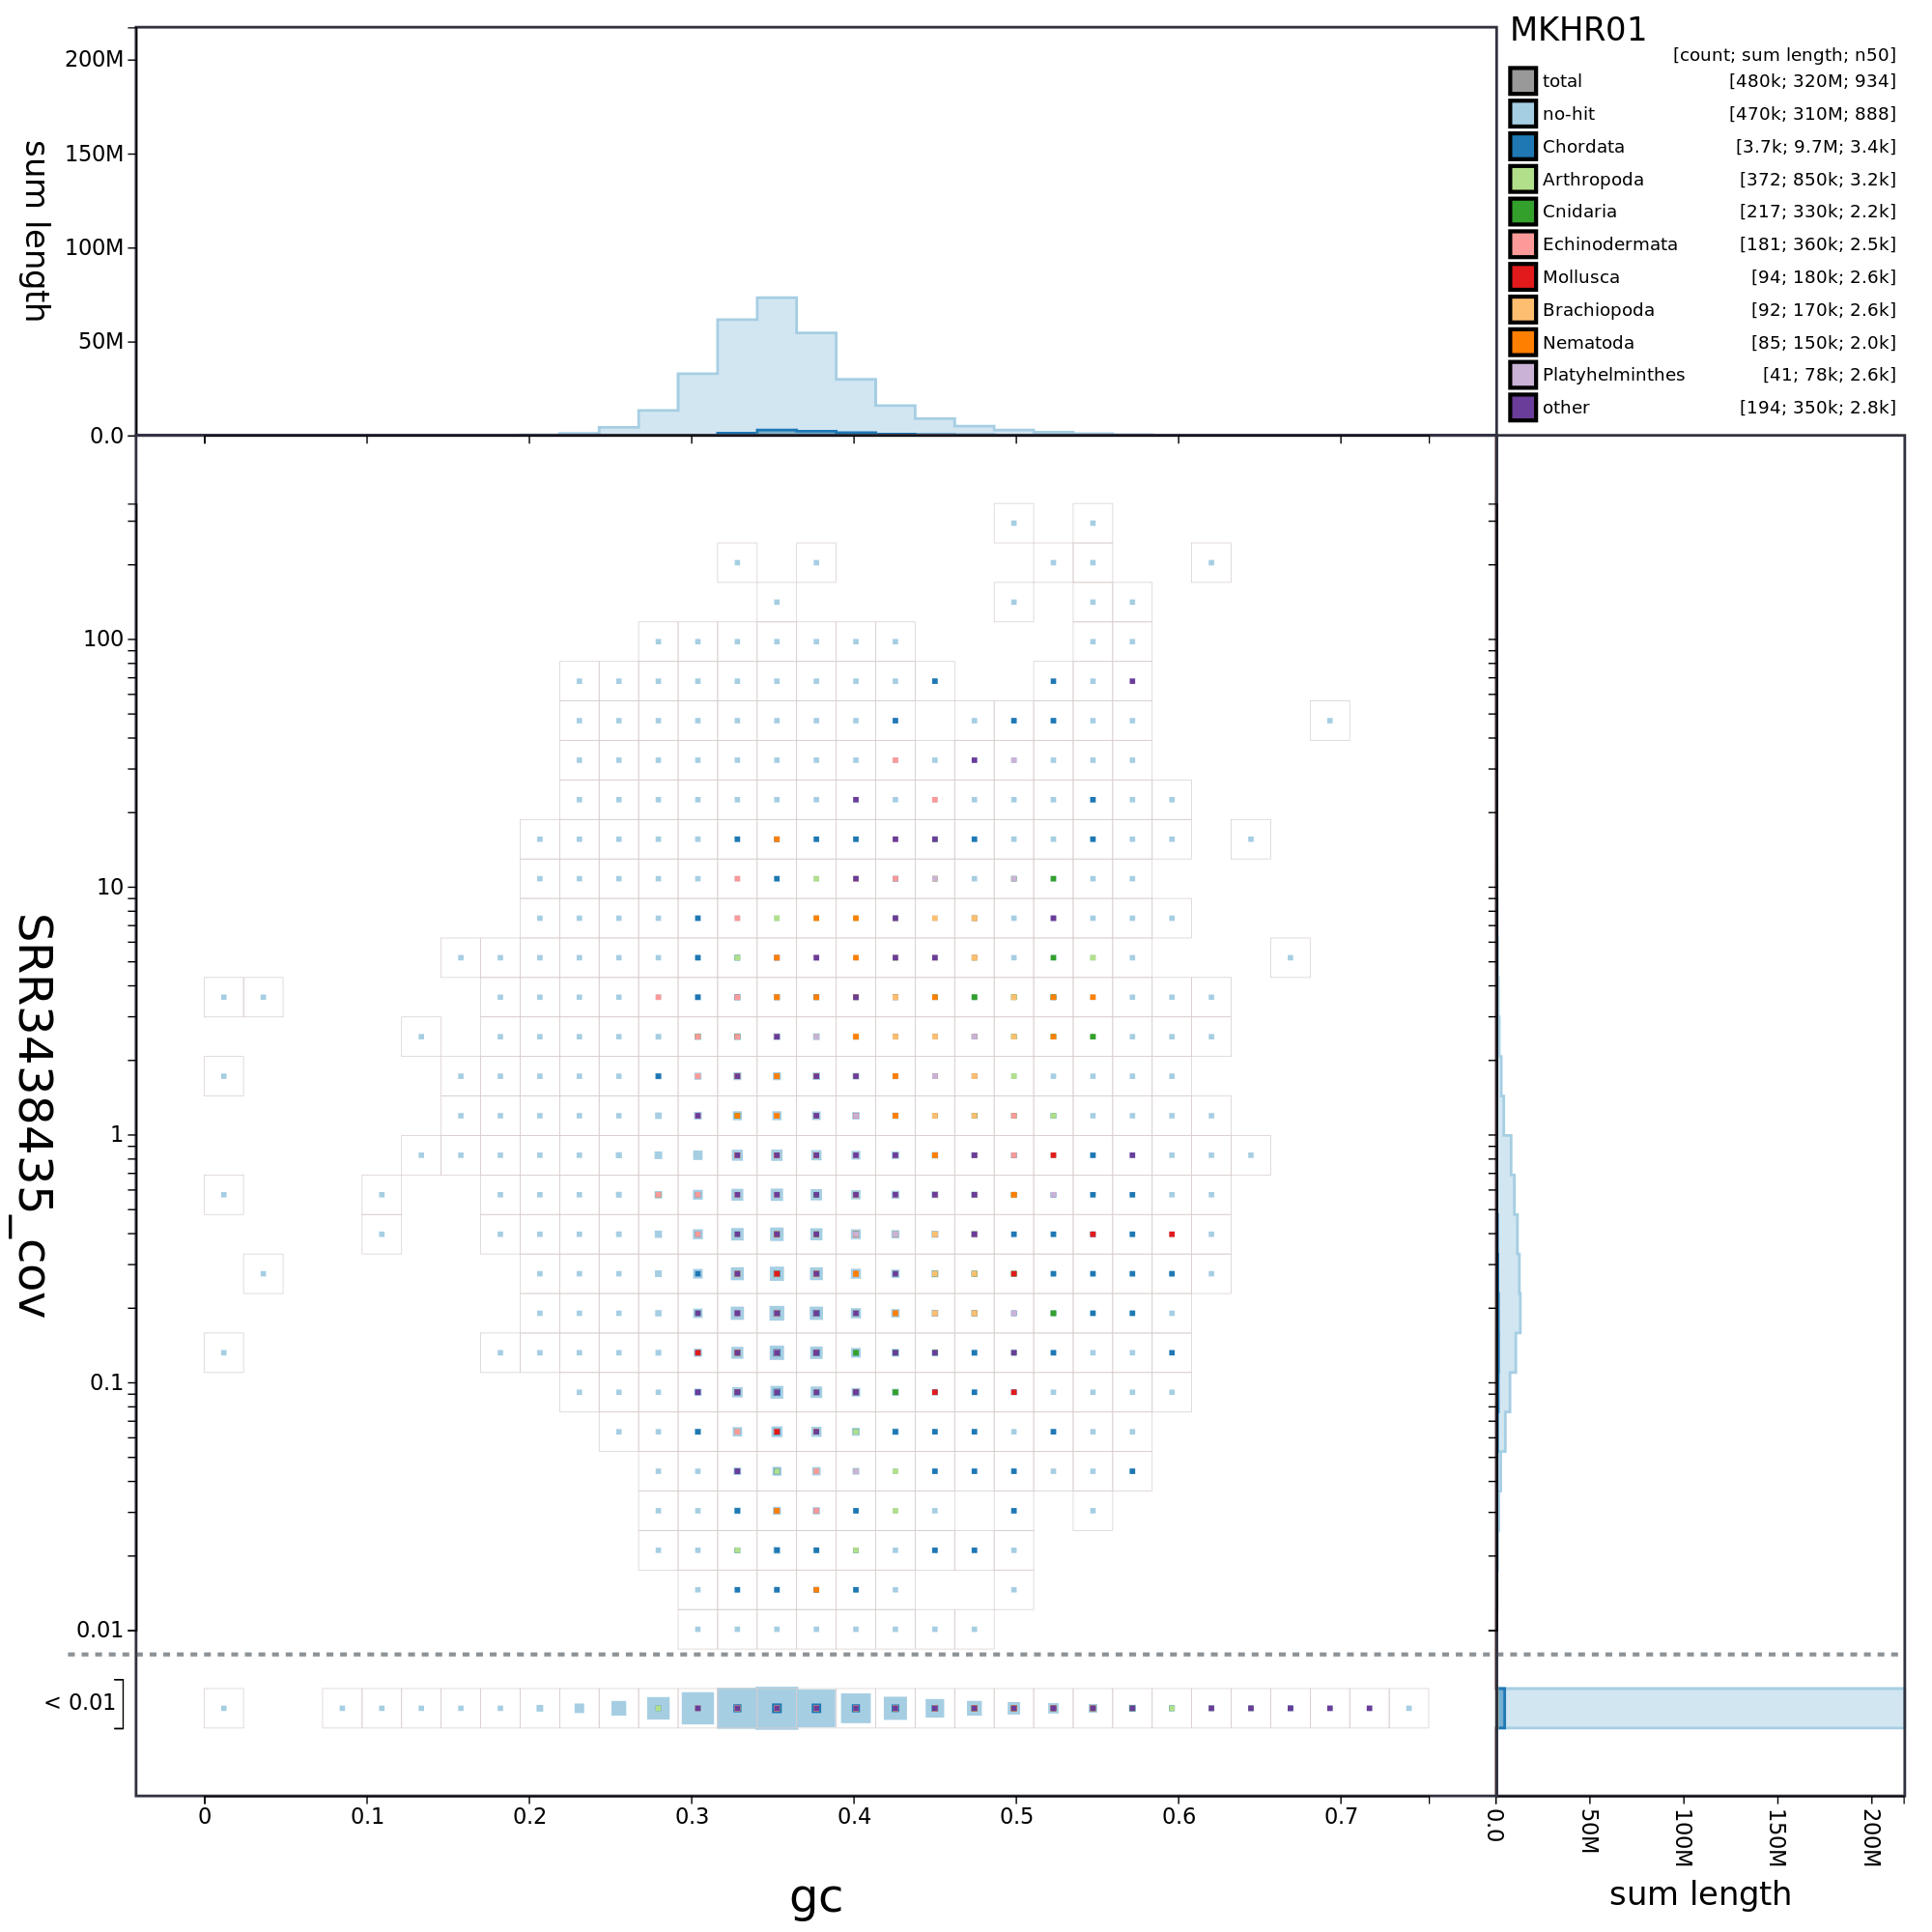 MKHR01
[count; sum length; n50]
total [480k; 320M; 934]
no-hit [470k; 310M; 888]
Chordata [3.7k; 9.7M; 3.4k]
Arthropoda [372; 850k; 3.2k]
Cnidaria [217; 330k; 2.2k]
Echinodermata [181; 360k; 2.5k]
Mollusca [94; 180k; 2.6k]
Brachiopoda [92; 170k; 2.6k]
Nematoda [85; 150k; 2.0k]
Platyhelminthes [41; 78k; 2.6k]
other [194; 350k; 2.8k]
sum length
200M
150M
100M
50M
0.0
SRR3438435_cov
100
10
1
0.1
0.01
< 0.01
0 0.1 0.2 0.3 0.4 0.5 0.6 0.7
gc
0.0 50M 100M 150M 200M
sum length